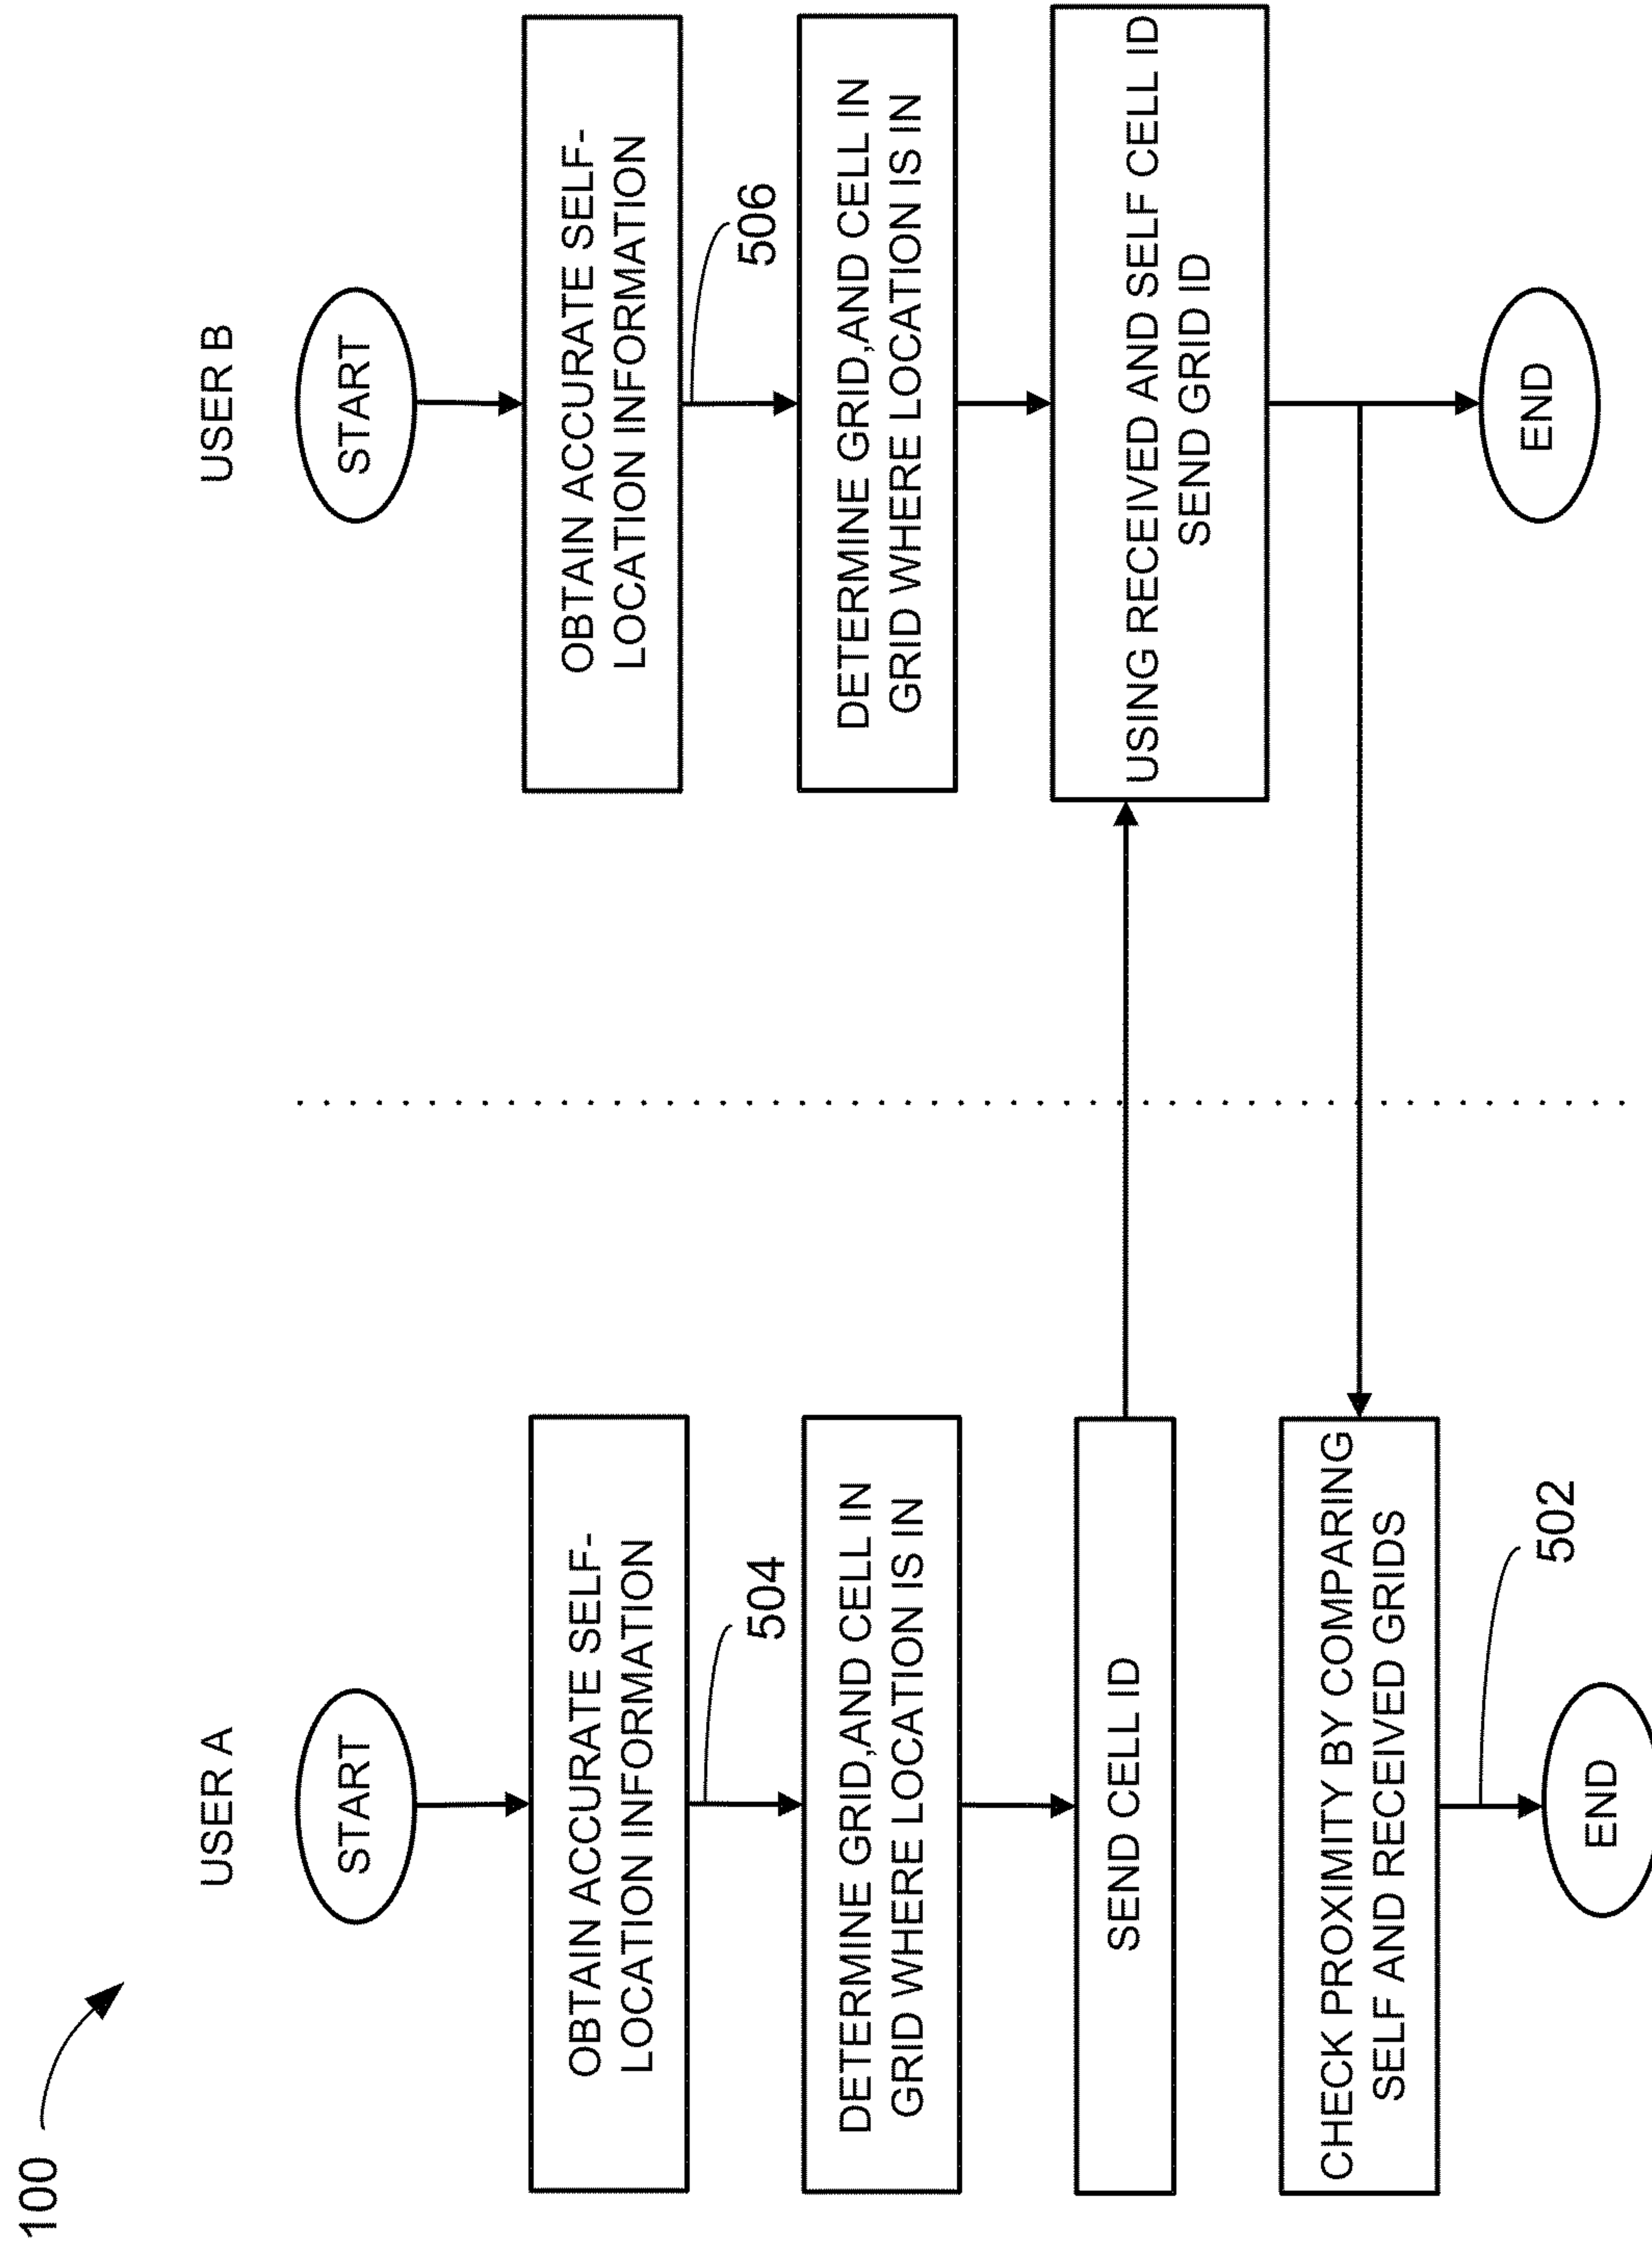 100
USER A
START
OBTAIN ACCURATE SELF-
LOCATION INFORMATION
504
DETERMINE GRID,AND CELL IN
GRID WHERE LOCATION IS IN
SEND CELL ID
CHECK PROXIMITY BY COMPARING
SELF AND RECEIVED GRIDS
502
END
USER B
START
OBTAIN ACCURATE SELF-
LOCATION INFORMATION
506
DETERMINE GRID,AND CELL IN
GRID WHERE LOCATION IS IN
USING RECEIVED AND SELF CELL ID
SEND GRID ID
END